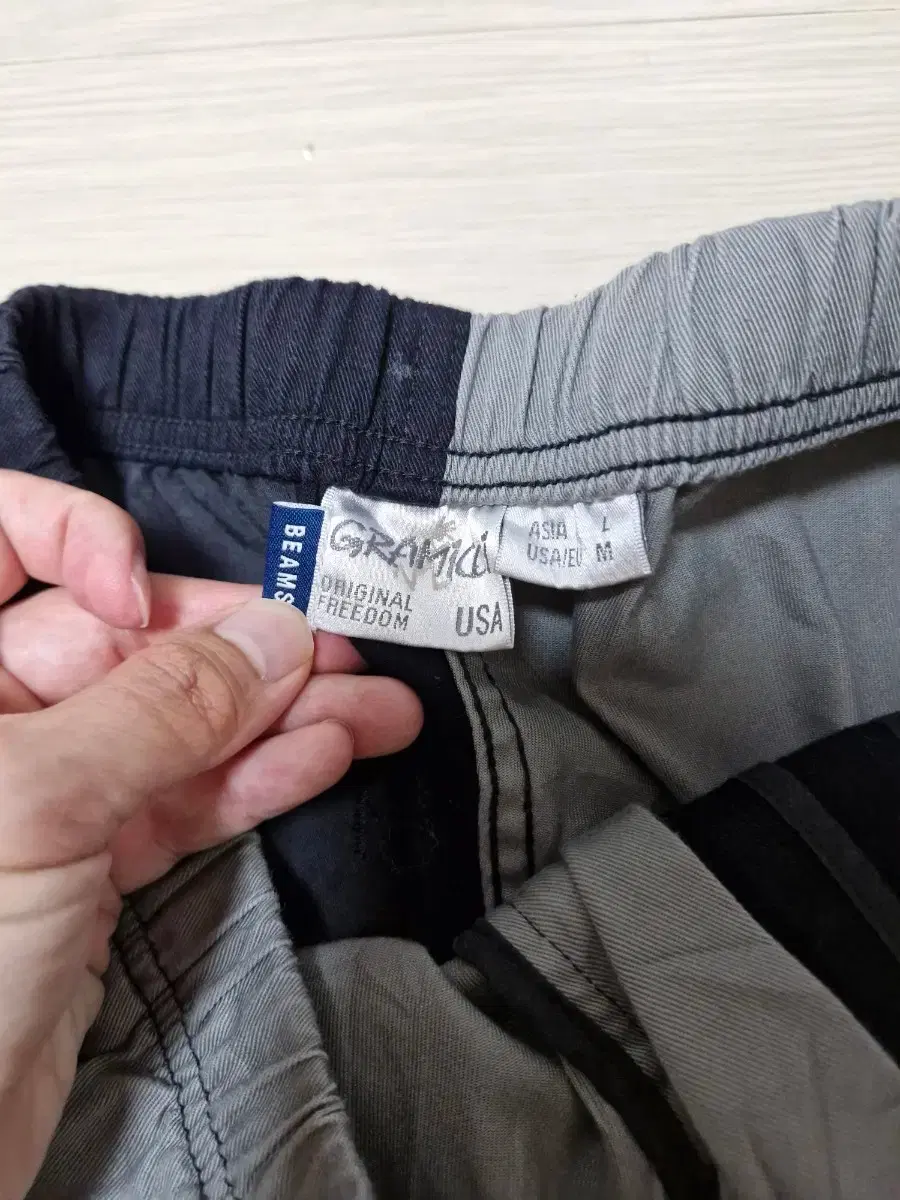 BEAMS
GRAMICCI
ORIGINAL
FREEDOM
USA
ASIA L
USA/EU M